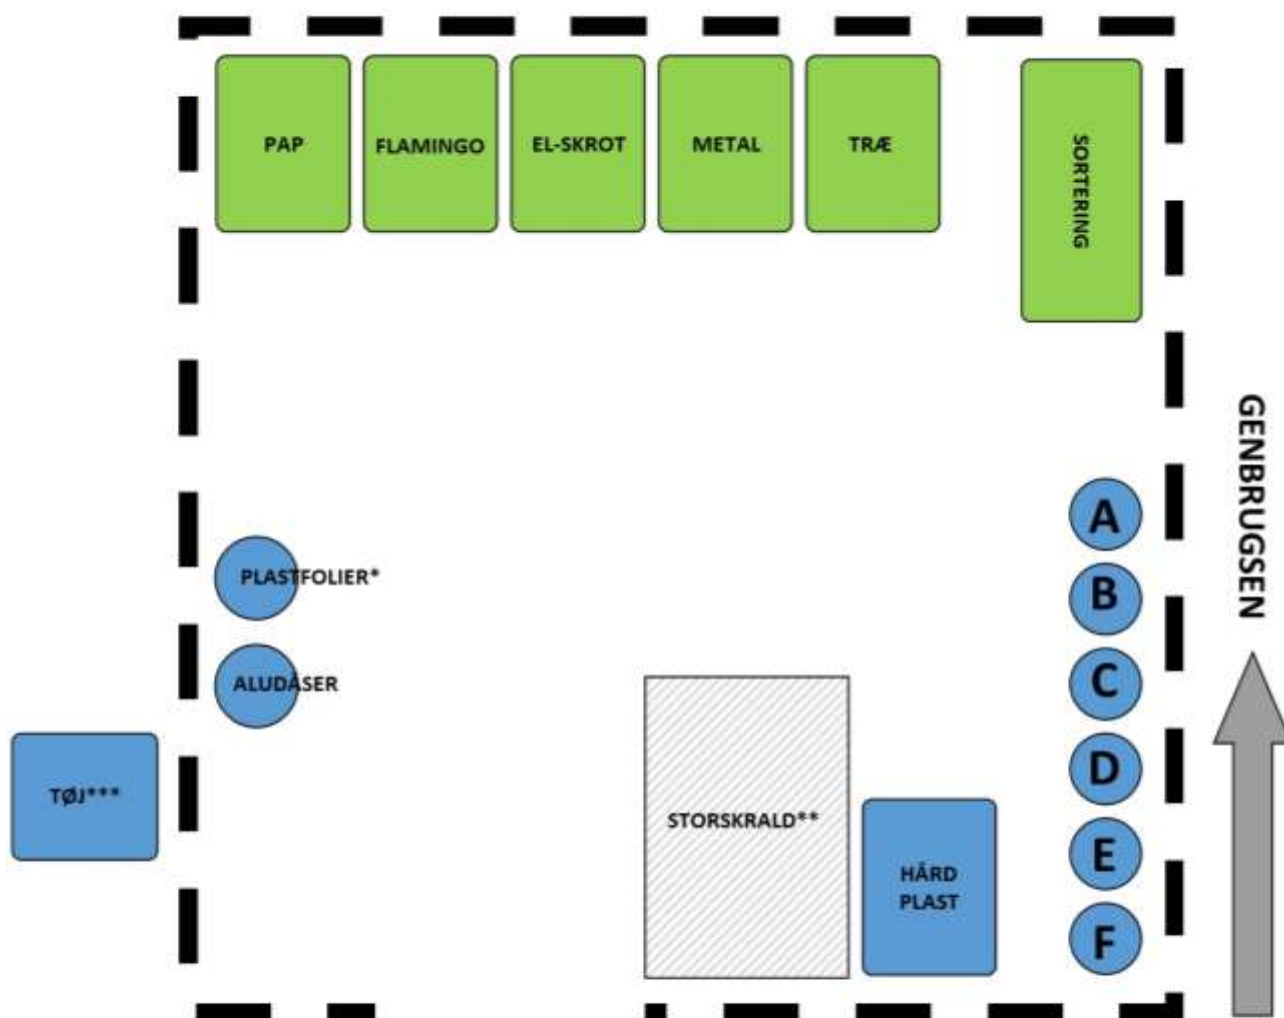 PAP
FLAMINGO
EL-SKROT
METAL
TRÆ
SORTERING
GENBRUGSEN
A
PLASTFOLIER*
B
ALUDÅSER
C
TØJ***
D
STORSKRALD**
E
HÅRD
PLAST
F